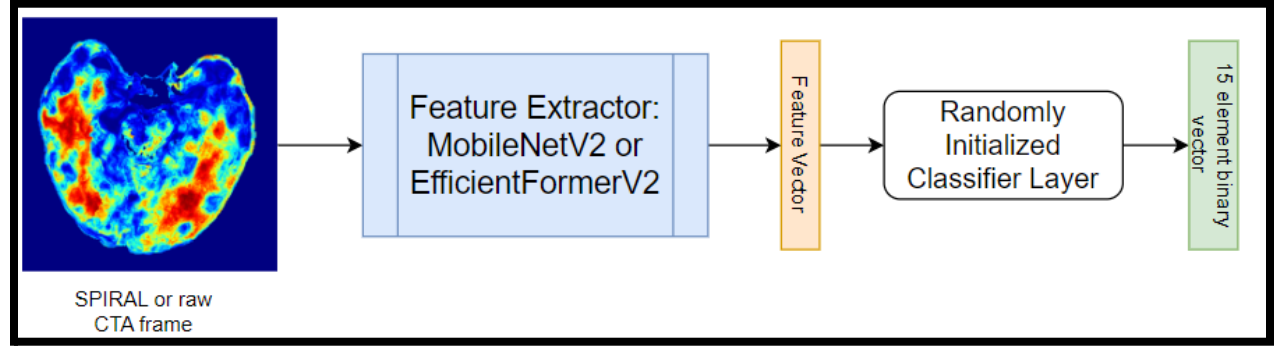 SPIRAL or raw
CTA frame
Feature Extractor:
MobileNetV2 or
EfficientFormerV2
Feature Vector
Randomly
Initialized
Classifier Layer
15 element binary
vector